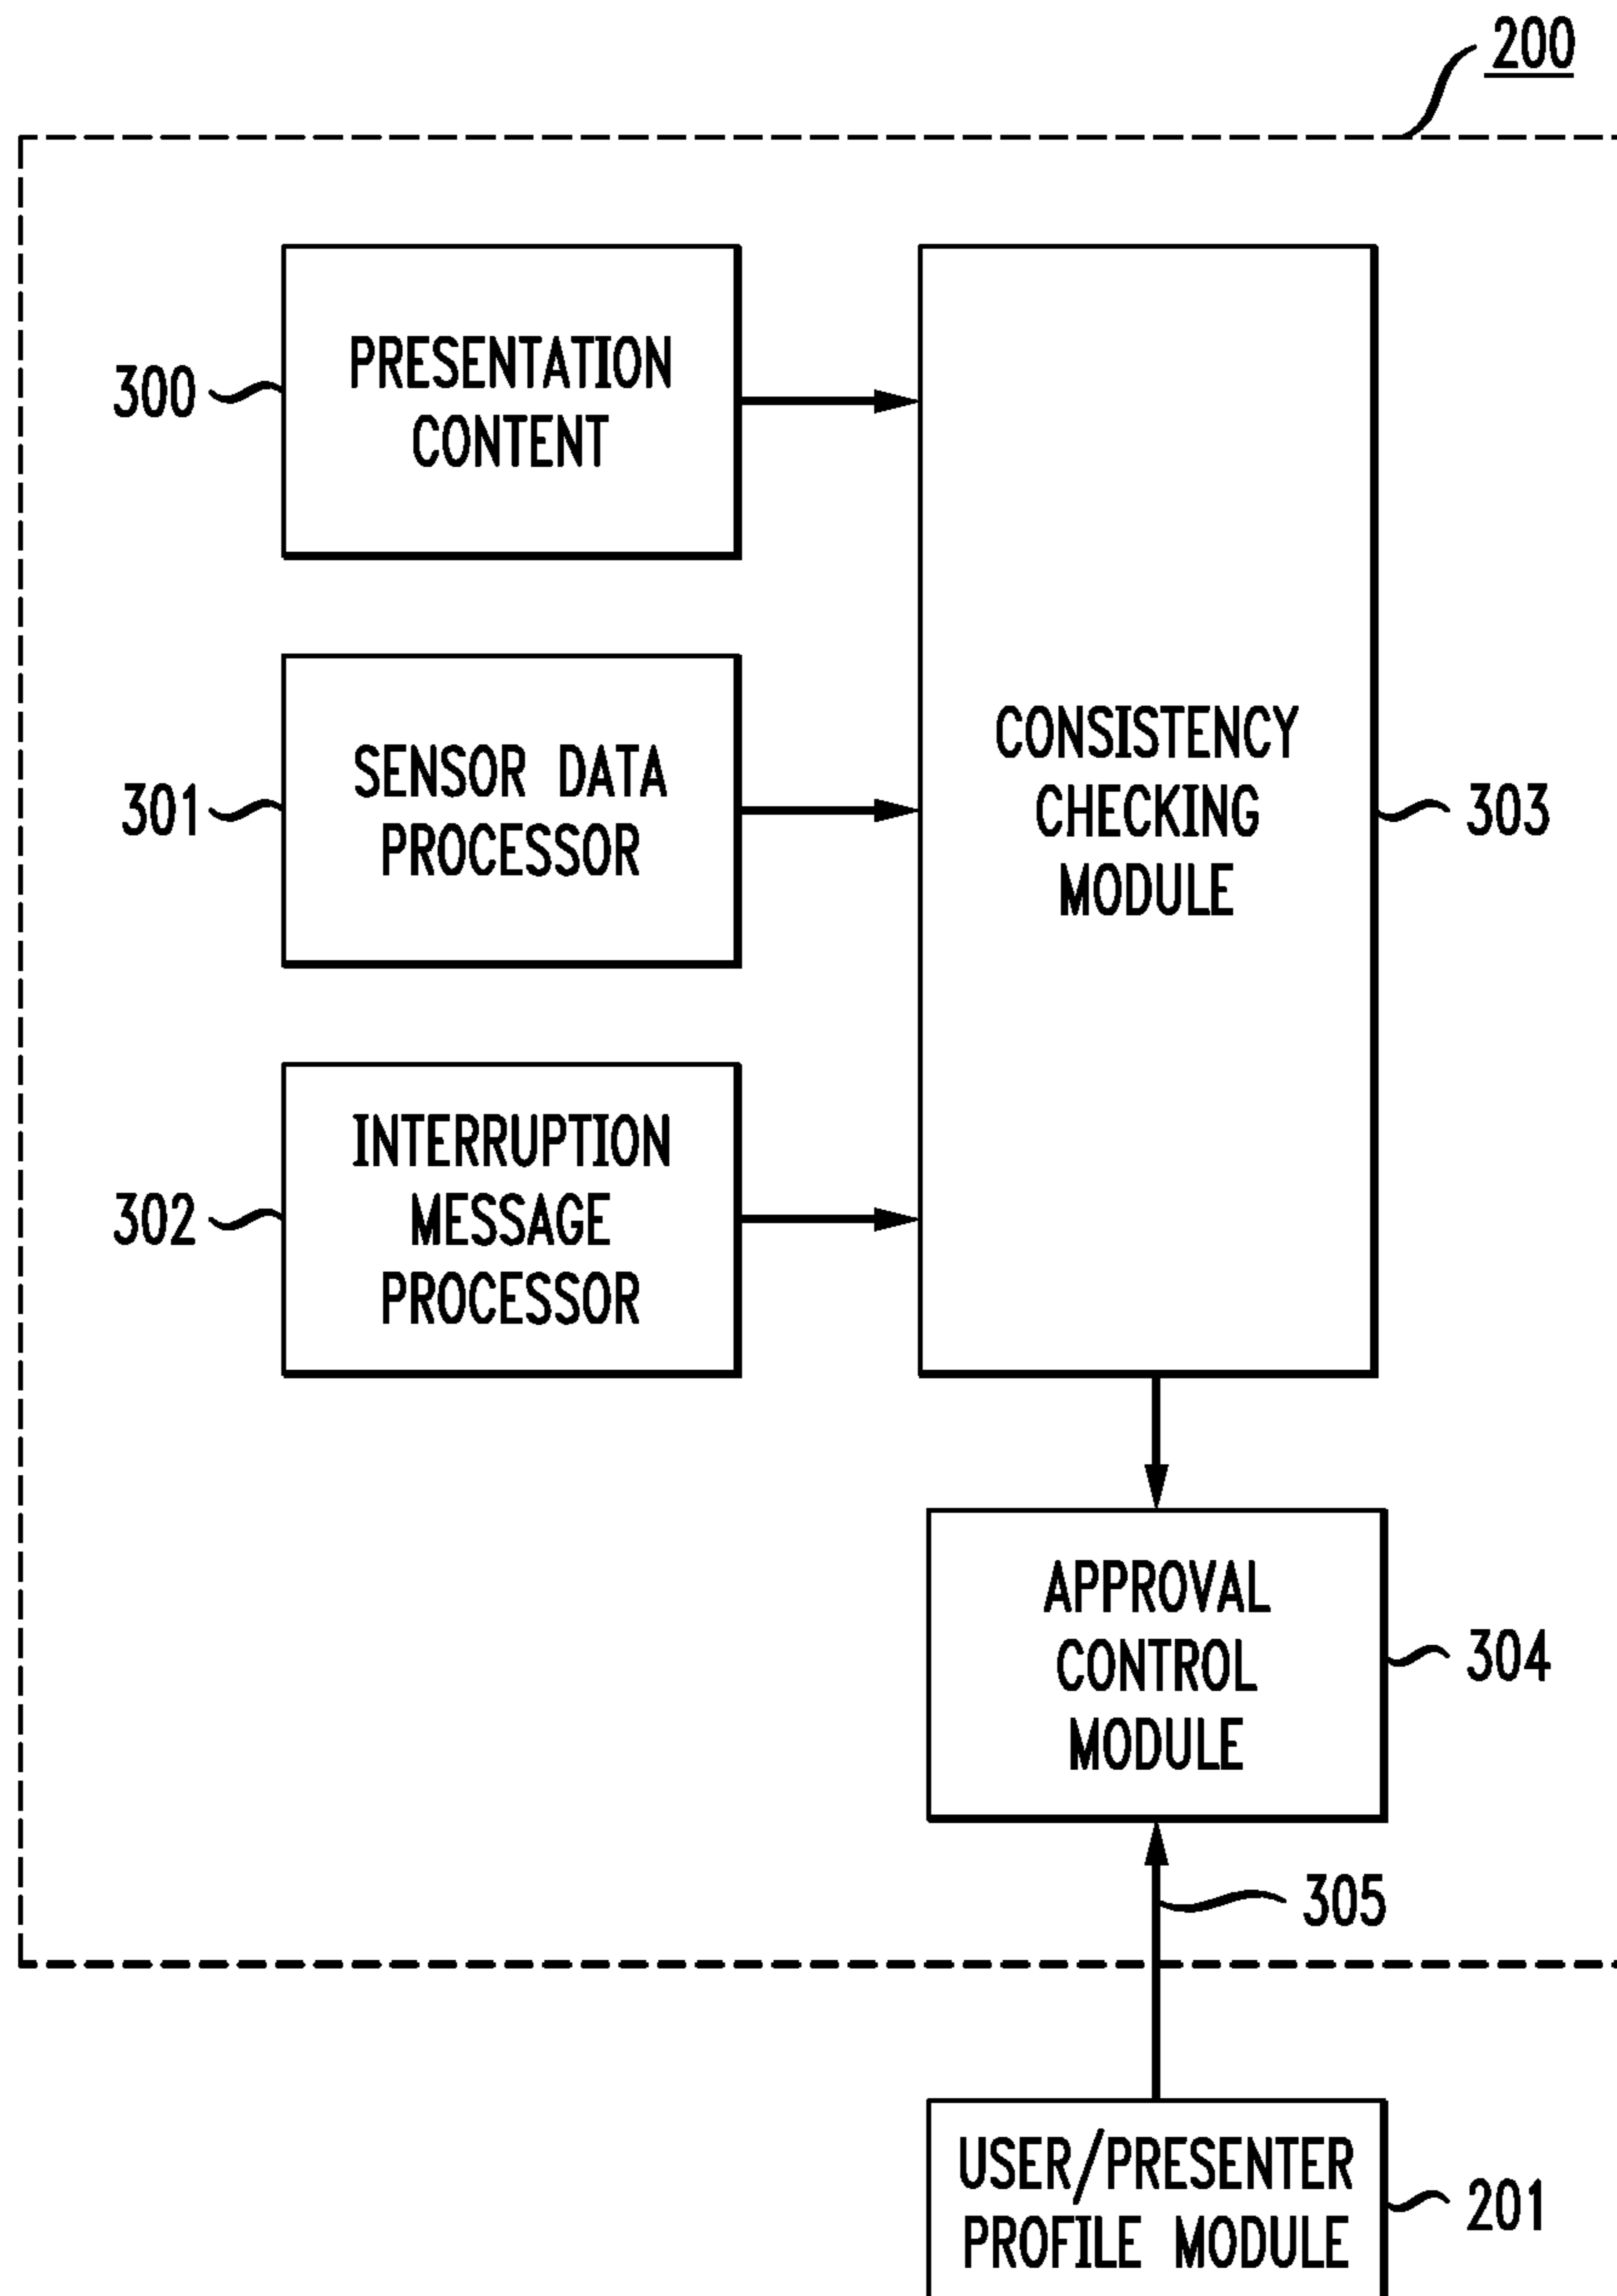 200
PRESENTATION
CONTENT
300
SENSOR DATA
PROCESSOR
301
INTERRUPTION
MESSAGE
PROCESSOR
302
CONSISTENCY
CHECKING
MODULE
303
APPROVAL
CONTROL
MODULE
304
305
USER/PRESENTER
PROFILE MODULE
201